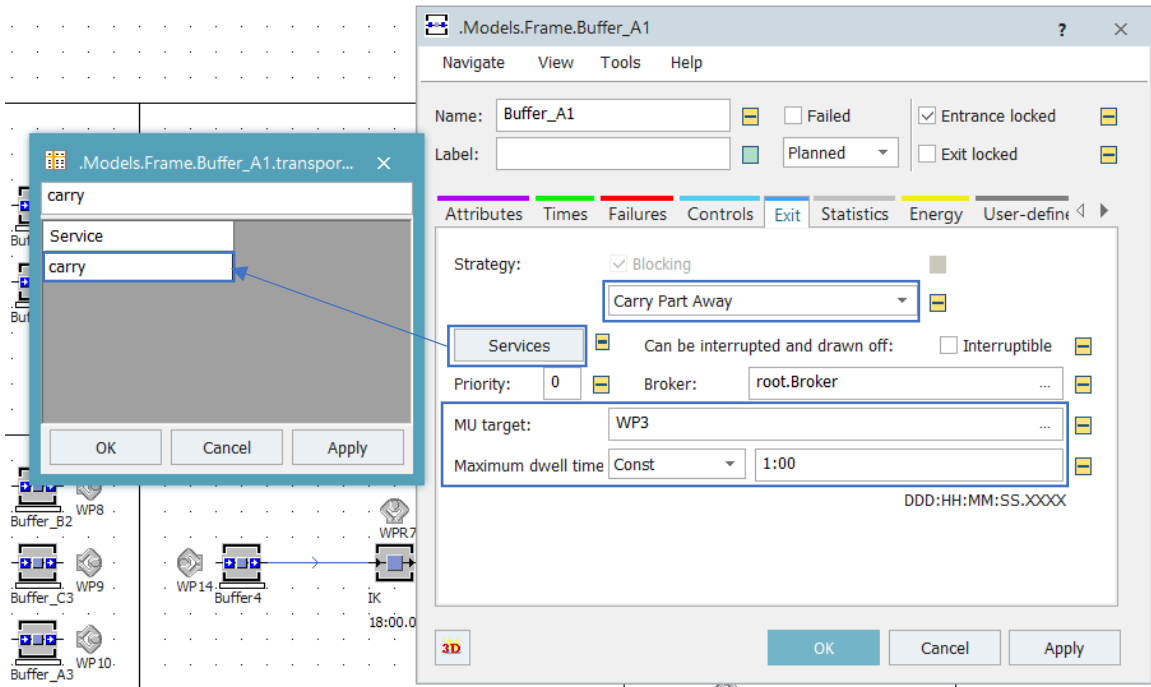 .Models.Frame.Buffer_A1
?
Navigate View Tools Help
Name: Buffer_A1 Failed Entrance locked
Label: Planned Exit locked
Attributes Times Failures Controls Exit Statistics Energy User-define
Strategy: Blocking
Carry Part Away
Services Can be interrupted and drawn off: Interruptible
Priority: 0 Broker: root.Broker ...
MU target: WP3 ...
Maximum dwell time Const 1:00
DDD:HH:MM:SS.XXXX
3D OK Cancel Apply
.Models.Frame.Buffer_A1.transpor...
carry
Service
carry
OK Cancel Apply
Buf
Buf
WP8
Buffer_B2
WP9
Buffer_C3
WP10
Buffer_A3
WP14
Buffer4
WPR7
IK
18:00.0